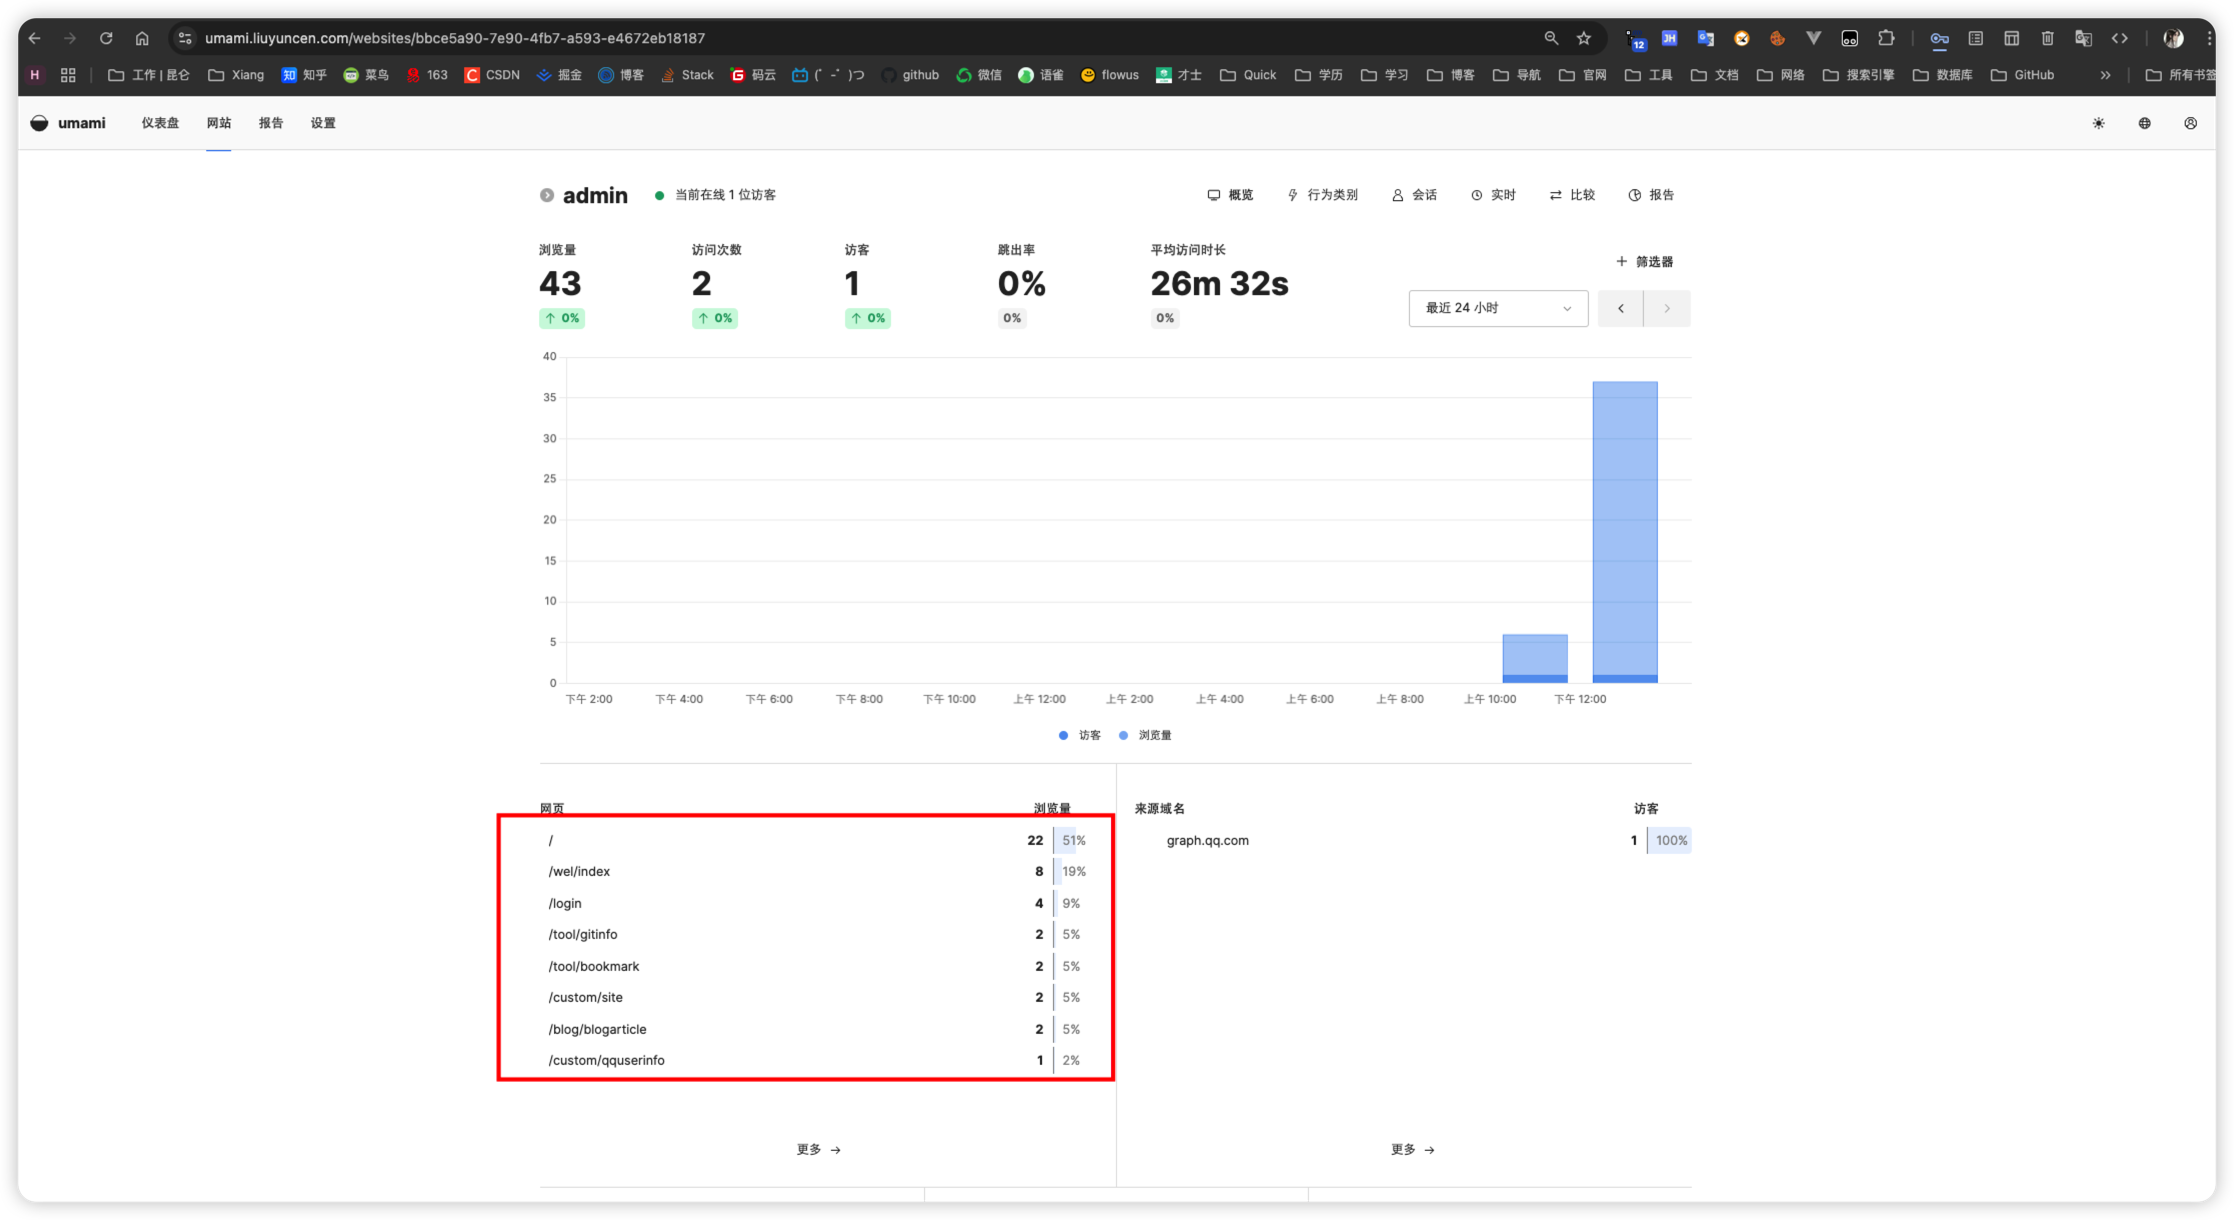 umami.liuyuncen.com/websites/bbce5a90-7e90-4fb7-a593-e4672eb18187
12 JH
H 工作 | 昆仑 Xiang 知 知乎 菜鸟 163 C CSDN 掘金 博客 Stack G 码云 (゜-゜)つ github 微信 语雀 flowus 才士 Quick 学历 学习 博客 导航 官网 工具 文档 网络 搜索引擎 数据库 GitHub » 所有书签
umami 仪表盘 网站 报告 设置
admin 当前在线 1 位访客 概览 行为类别 会话 实时 比较 报告
浏览量 访问次数 访客 跳出率 平均访问时长
+ 筛选器
43 2 1 0% 26m 32s
最近 24 小时
↑ 0% ↑ 0% ↑ 0% 0% 0%
40
35
30
25
20
15
10
5
0
下午 2:00 下午 4:00 下午 6:00 下午 8:00 下午 10:00 上午 12:00 上午 2:00 上午 4:00 上午 6:00 上午 8:00 上午 10:00 下午 12:00
访客 浏览量
网页 浏览量
/ 22 51%
/wel/index 8 19%
/login 4 9%
/tool/gitinfo 2 5%
/tool/bookmark 2 5%
/custom/site 2 5%
/blog/blogarticle 2 5%
/custom/qquserinfo 1 2%
更多 →
来源域名 访客
graph.qq.com 1 100%
更多 →